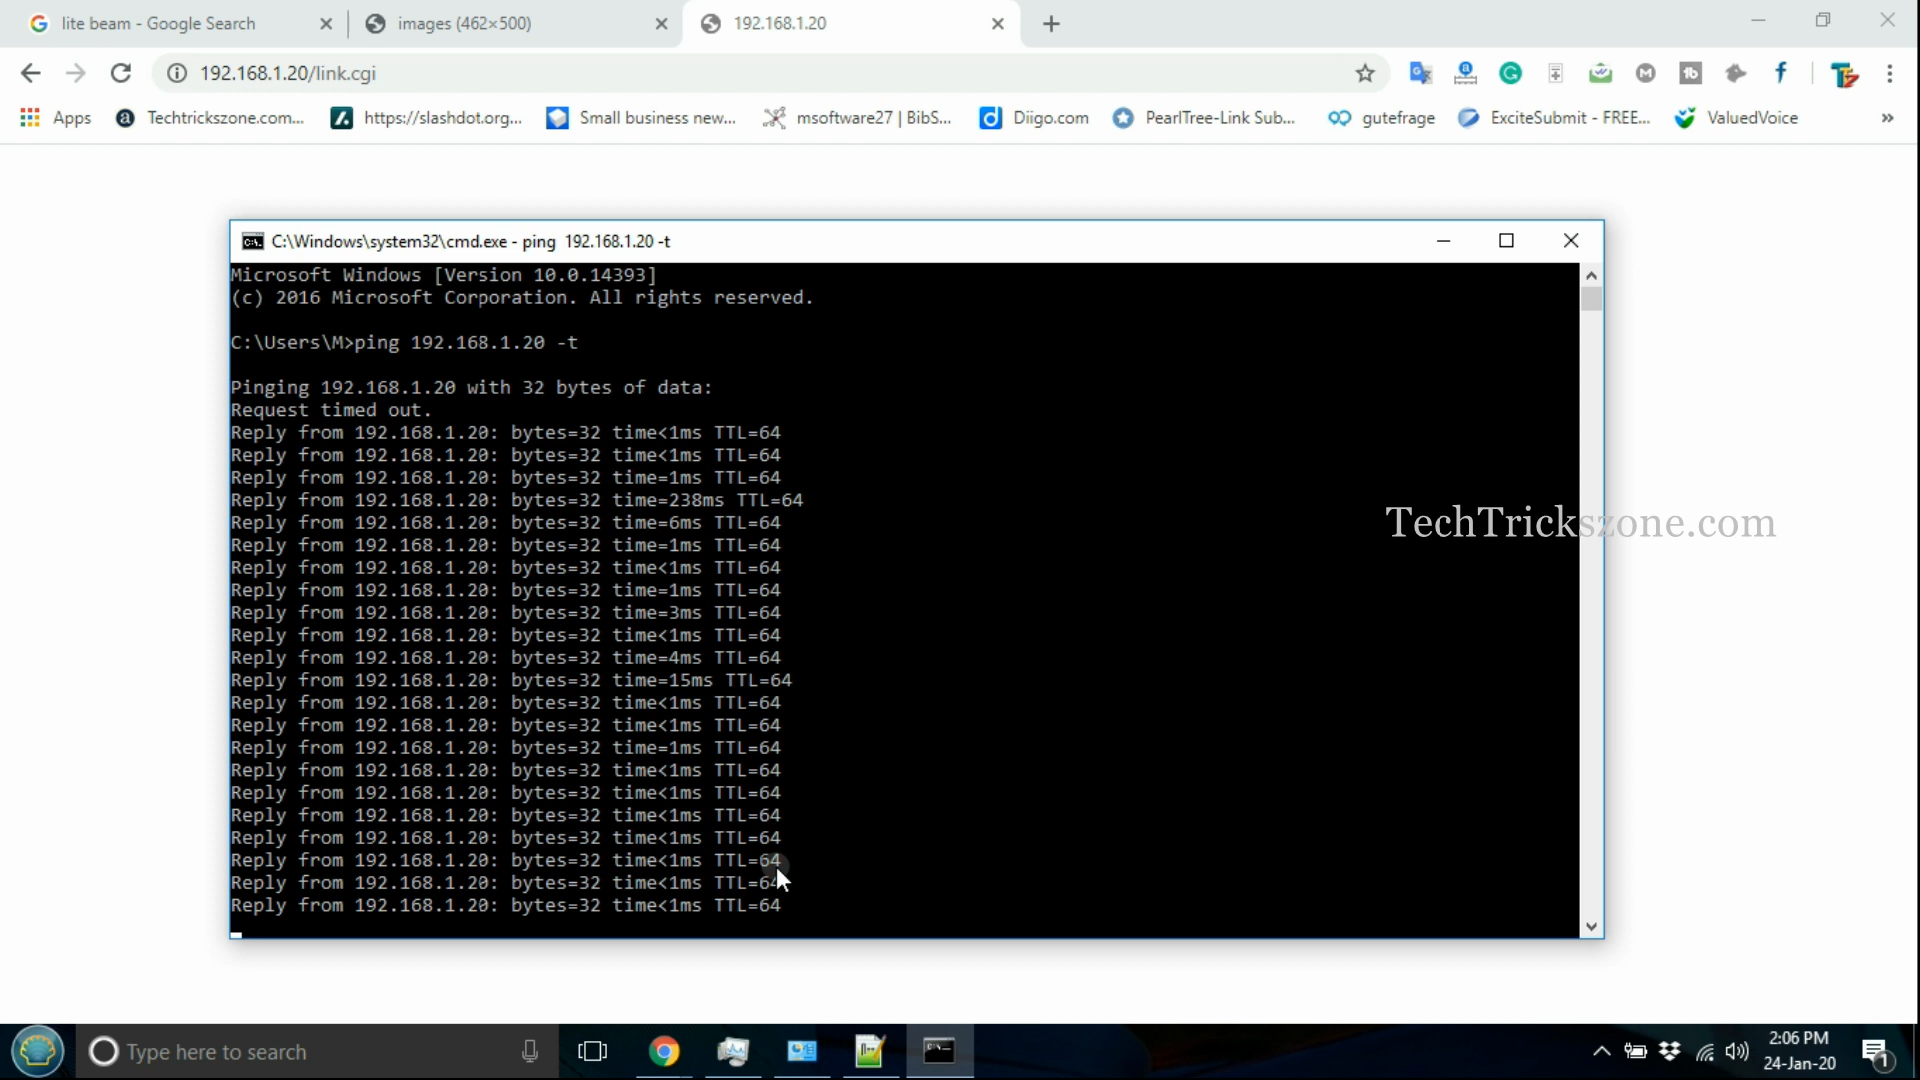 lite beam - Google Search
images (462×500)
192.168.1.20
192.168.1.20/link.cgi
Apps
Techtrickszone.com...
https://slashdot.org...
Small business new...
msoftware27 | BibS...
Diigo.com
PearlTree-Link Sub...
gutefrage
ExciteSubmit - FREE...
ValuedVoice
»
C:\Windows\system32\cmd.exe - ping 192.168.1.20 -t
Microsoft Windows [Version 10.0.14393]
(c) 2016 Microsoft Corporation. All rights reserved.
C:\Users\M>ping 192.168.1.20 -t
Pinging 192.168.1.20 with 32 bytes of data:
Request timed out.
Reply from 192.168.1.20: bytes=32 time<1ms TTL=64
Reply from 192.168.1.20: bytes=32 time<1ms TTL=64
Reply from 192.168.1.20: bytes=32 time=1ms TTL=64
Reply from 192.168.1.20: bytes=32 time=238ms TTL=64
Reply from 192.168.1.20: bytes=32 time=6ms TTL=64
Reply from 192.168.1.20: bytes=32 time=1ms TTL=64
Reply from 192.168.1.20: bytes=32 time<1ms TTL=64
Reply from 192.168.1.20: bytes=32 time=1ms TTL=64
Reply from 192.168.1.20: bytes=32 time=3ms TTL=64
Reply from 192.168.1.20: bytes=32 time<1ms TTL=64
Reply from 192.168.1.20: bytes=32 time=4ms TTL=64
Reply from 192.168.1.20: bytes=32 time=15ms TTL=64
Reply from 192.168.1.20: bytes=32 time<1ms TTL=64
Reply from 192.168.1.20: bytes=32 time<1ms TTL=64
Reply from 192.168.1.20: bytes=32 time=1ms TTL=64
Reply from 192.168.1.20: bytes=32 time<1ms TTL=64
Reply from 192.168.1.20: bytes=32 time<1ms TTL=64
Reply from 192.168.1.20: bytes=32 time<1ms TTL=64
Reply from 192.168.1.20: bytes=32 time<1ms TTL=64
Reply from 192.168.1.20: bytes=32 time<1ms TTL=64
Reply from 192.168.1.20: bytes=32 time<1ms TTL=64
Reply from 192.168.1.20: bytes=32 time<1ms TTL=64
TechTrickszone.com
Type here to search
2:06 PM
24-Jan-20
1